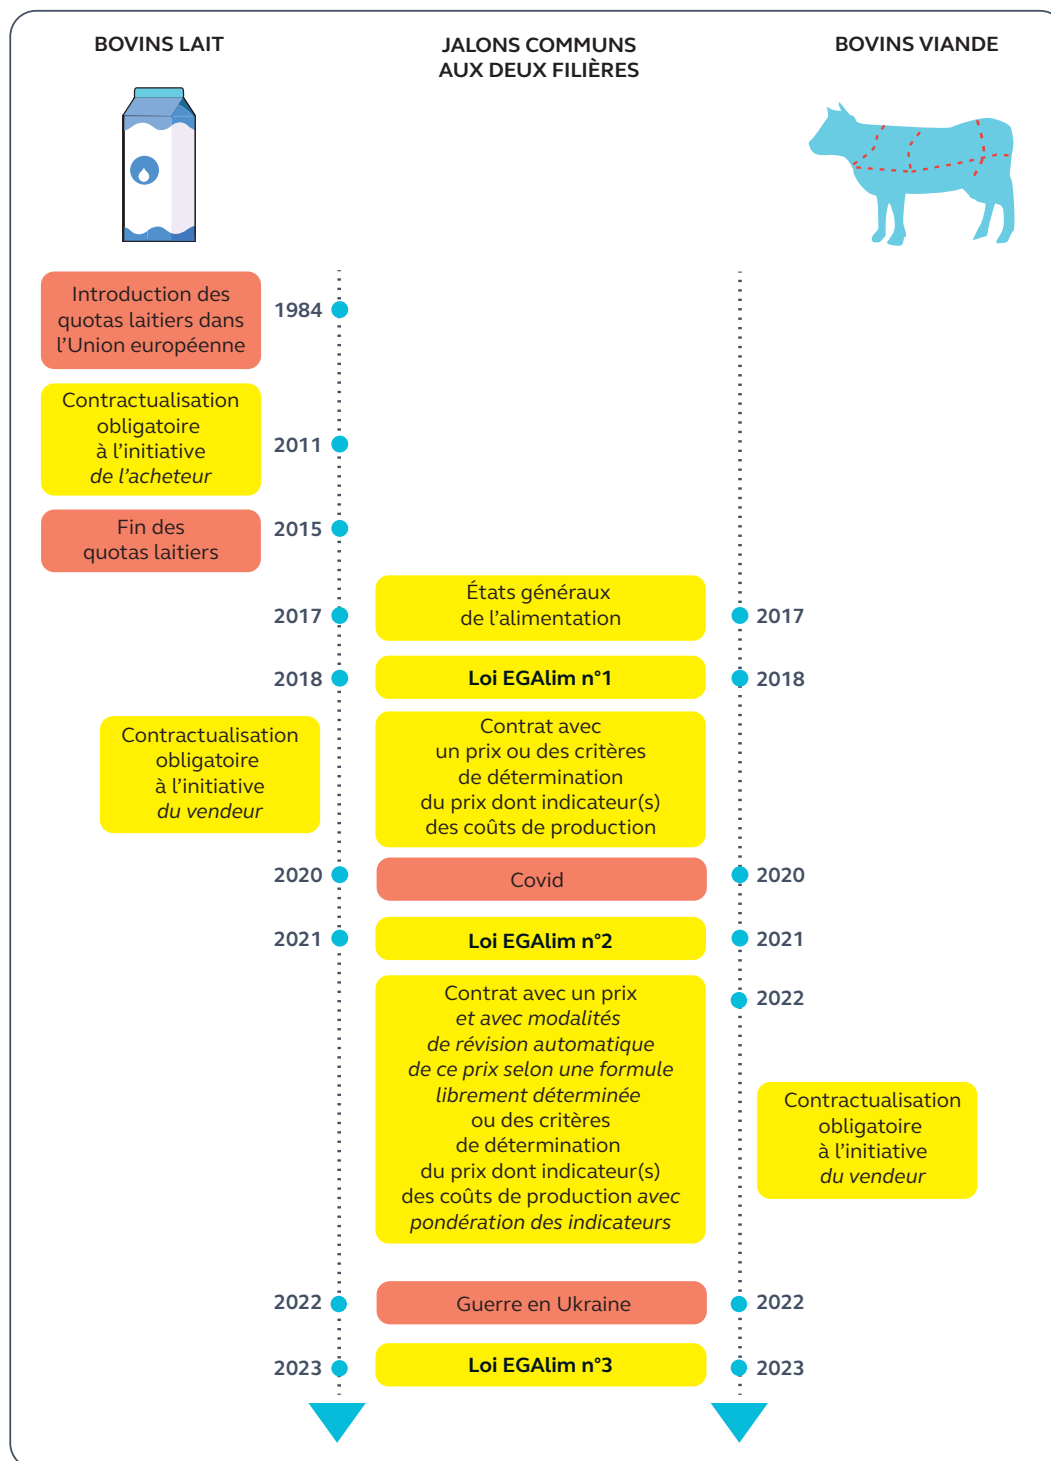 BOVINS LAIT
JALONS COMMUNS
AUX DEUX FILIÈRES
BOVINS VIANDE
Introduction des
quotas laitiers dans
l’Union européenne
1984
Contractualisation
obligatoire
à l’initiative
de l’acheteur
2011
Fin des
quotas laitiers
2015
2017
États généraux
de l’alimentation
2017
2018
Loi EGAlim n°1
2018
Contractualisation
obligatoire
à l’initiative
du vendeur
Contrat avec
un prix ou des critères
de détermination
du prix dont indicateur(s)
des coûts de production
2020
Covid
2020
2021
Loi EGAlim n°2
2021
Contrat avec un prix
et avec modalités
de révision automatique
de ce prix selon une formule
librement déterminée
ou des critères
de détermination
du prix dont indicateur(s)
des coûts de production avec
pondération des indicateurs
2022
Contractualisation
obligatoire
à l’initiative
du vendeur
2022
Guerre en Ukraine
2022
2023
Loi EGAlim n°3
2023